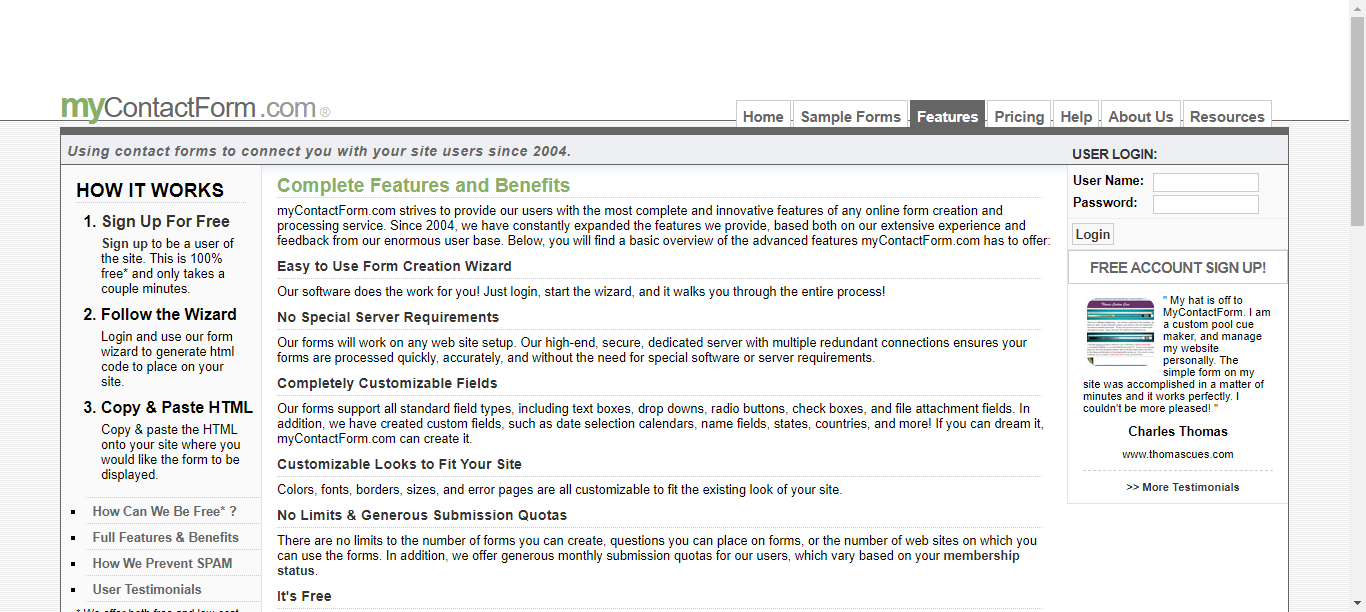 myContactForm.com ®
Home
Sample Forms
Features
Pricing
Help
About Us
Resources
Using contact forms to connect you with your site users since 2004.
HOW IT WORKS
1. Sign Up For Free
Sign up to be a user of
the site. This is 100%
free* and only takes a
couple minutes.
2. Follow the Wizard
Login and use our form
wizard to generate html
code to place on your
site.
3. Copy & Paste HTML
Copy & paste the HTML
onto your site where you
would like the form to be
displayed.
How Can We Be Free* ?
Full Features & Benefits
How We Prevent SPAM
User Testimonials
* We offer both free and low cost
Complete Features and Benefits
myContactForm.com strives to provide our users with the most complete and innovative features of any online form creation and
processing service. Since 2004, we have constantly expanded the features we provide, based both on our extensive experience and
feedback from our enormous user base. Below, you will find a basic overview of the advanced features myContactForm.com has to offer:
Easy to Use Form Creation Wizard
Our software does the work for you! Just login, start the wizard, and it walks you through the entire process!
No Special Server Requirements
Our forms will work on any web site setup. Our high-end, secure, dedicated server with multiple redundant connections ensures your
forms are processed quickly, accurately, and without the need for special software or server requirements.
Completely Customizable Fields
Our forms support all standard field types, including text boxes, drop downs, radio buttons, check boxes, and file attachment fields. In
addition, we have created custom fields, such as date selection calendars, name fields, states, countries, and more! If you can dream it,
myContactForm.com can create it.
Customizable Looks to Fit Your Site
Colors, fonts, borders, sizes, and error pages are all customizable to fit the existing look of your site.
No Limits & Generous Submission Quotas
There are no limits to the number of forms you can create, questions you can place on forms, or the number of web sites on which you
can use the forms. In addition, we offer generous monthly submission quotas for our users, which vary based on your membership
status.
It's Free
USER LOGIN:
User Name:
Password:
Login
FREE ACCOUNT SIGN UP!
" My hat is off to
MyContactForm. I am
a custom pool cue
maker, and manage
my website
personally. The
simple form on my
site was accomplished in a matter of
minutes and it works perfectly. I
couldn't be more pleased! "
Charles Thomas
www.thomascues.com
>> More Testimonials